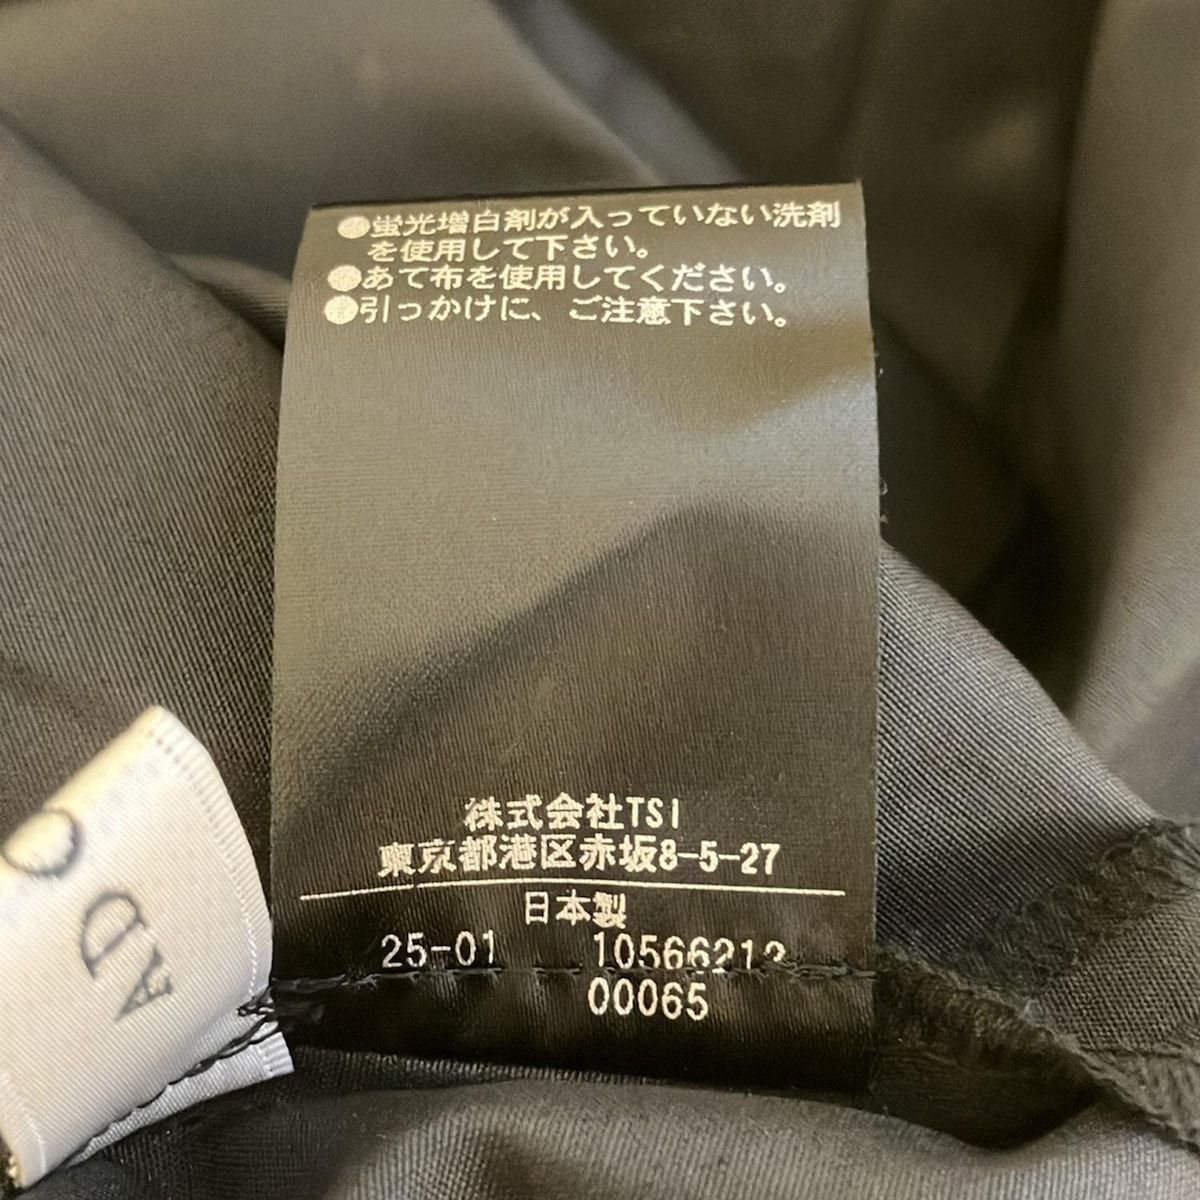 ●蛍光増白剤が入っていない洗剤
を使用して下さい。
●あて布を使用してください。
●引っかけに、ご注意下さい。
株式会社TSI
東京都港区赤坂8-5-27
日本製
25-01 10566212
00065
AD